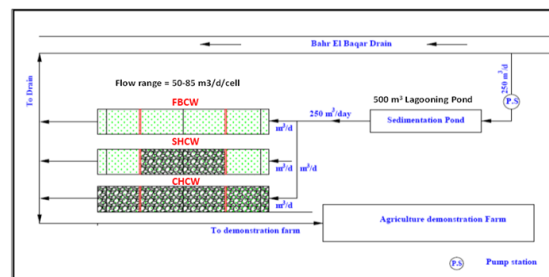 Bahr El Baqar Drain
To Drain
Flow range = 50-85 m3/d/cell
250 m³/d
P.S
500 m³ Lagooning Pond
FBCW
250 m³/day
Sedimentation Pond
m³/d
SHCW
m³/d
m³/d
CHCW
m³/d
To demonstration farm
Agriculture demonstration Farm
P.S
Pump station